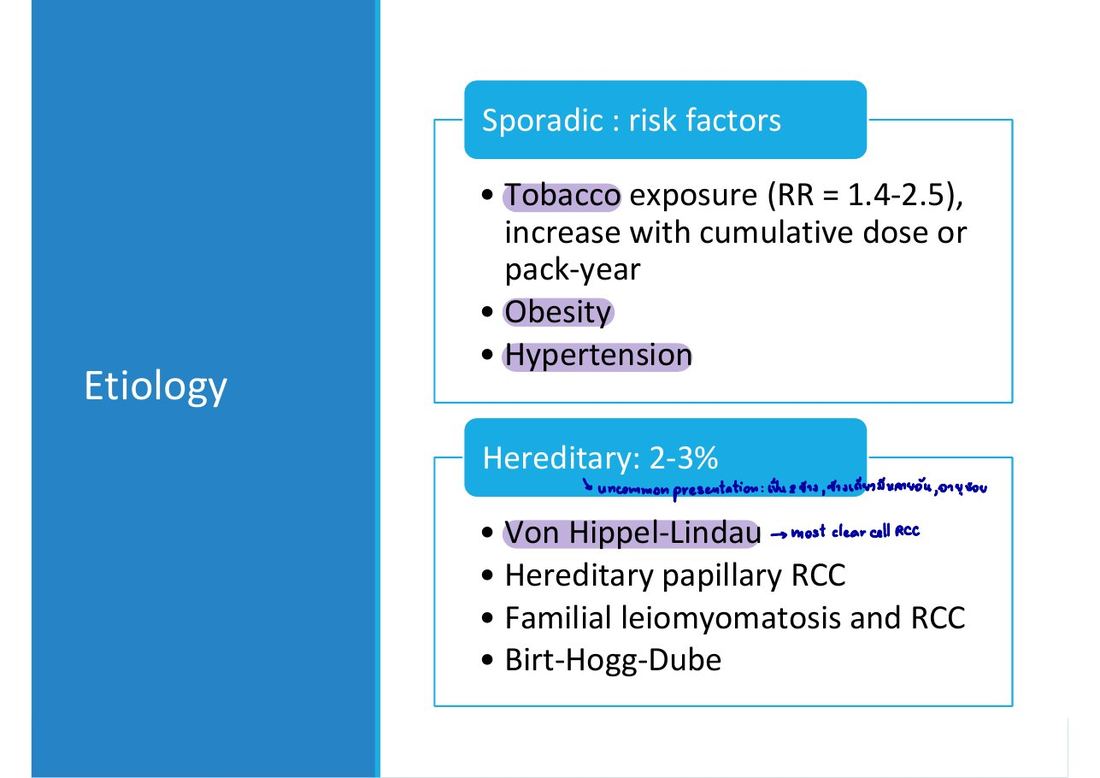 Etiology
Sporadic : risk factors
• Tobacco exposure (RR = 1.4-2.5),
increase with cumulative dose or
pack-year
• Obesity
• Hypertension
Hereditary: 2-3%
↳ uncommon presentation: เป็น 2 ข้าง, ข้างเดียวมีหลายอัน, อายุน้อย
• Von Hippel-Lindau → most clear cell RCC
• Hereditary papillary RCC
• Familial leiomyomatosis and RCC
• Birt-Hogg-Dube